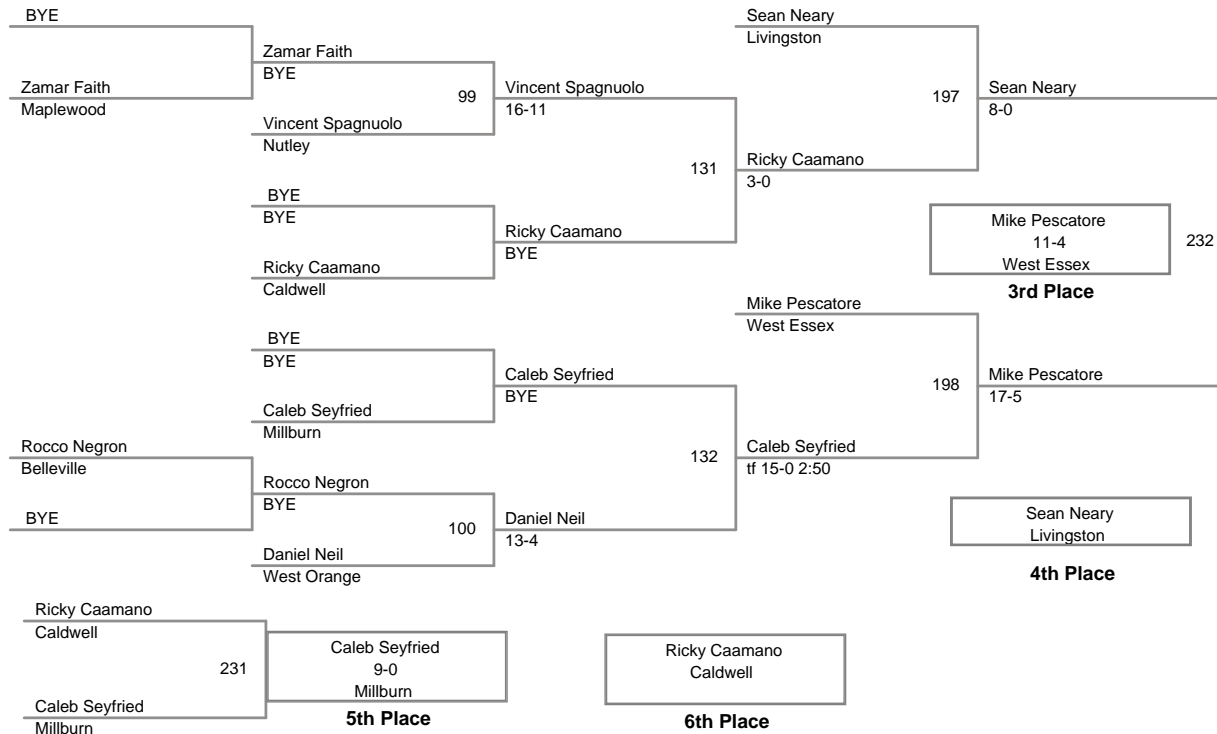 BYE
Zamar Faith
Maplewood
Zamar Faith
BYE
99
Vincent Spagnuolo
Nutley
Vincent Spagnuolo
16-11
BYE
BYE
Ricky Caamano
Caldwell
Ricky Caamano
BYE
131
Sean Neary
Livingston
Ricky Caamano
3-0
197
Sean Neary
8-0
Mike Pescatore
11-4
West Essex
232
3rd Place
BYE
BYE
Caleb Seyfried
Millburn
Caleb Seyfried
BYE
Rocco Negron
Belleville
BYE
Rocco Negron
BYE
100
Daniel Neil
West Orange
Daniel Neil
13-4
132
Mike Pescatore
West Essex
Caleb Seyfried
tf 15-0 2:50
198
Mike Pescatore
17-5
Sean Neary
Livingston
4th Place
Ricky Caamano
Caldwell
231
Caleb Seyfried
Millburn
Caleb Seyfried
9-0
Millburn
5th Place
Ricky Caamano
Caldwell
6th Place